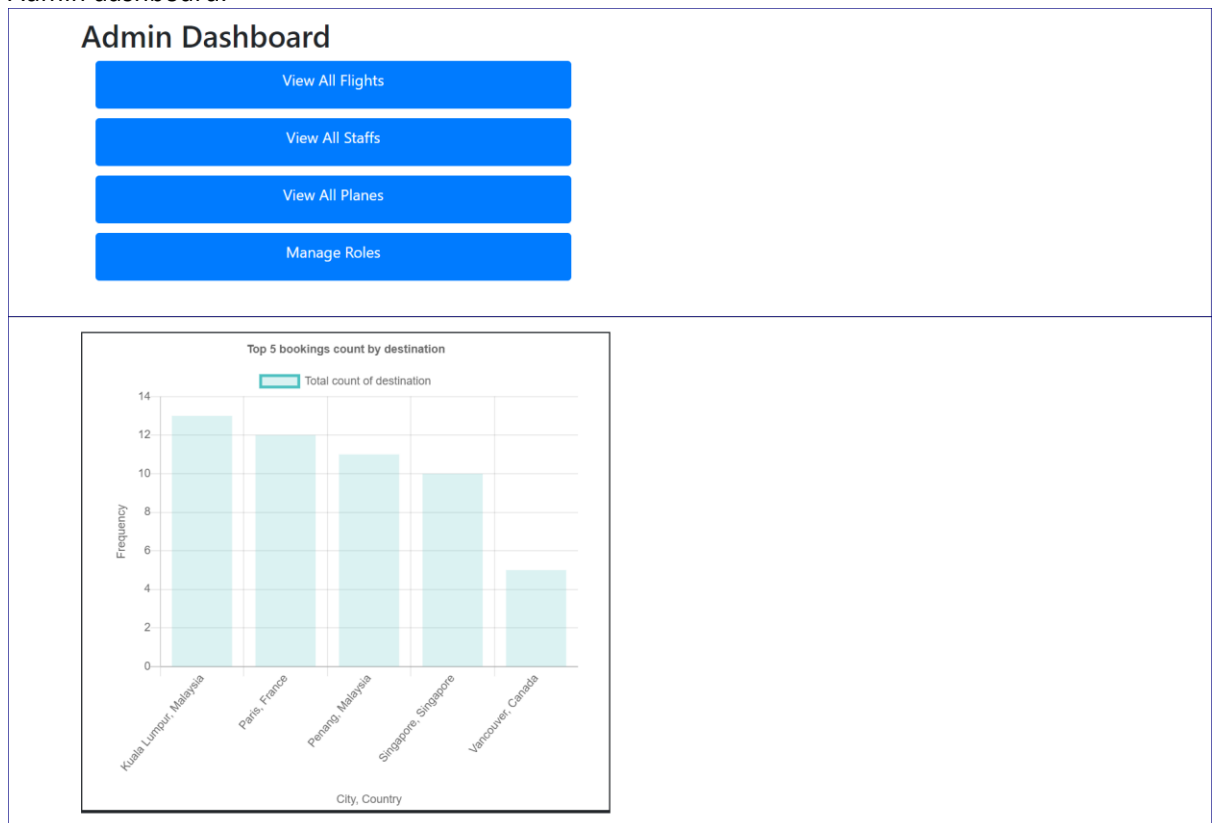 Admin Dashboard
View All Flights
View All Staffs
View All Planes
Manage Roles
Top 5 bookings count by destination
Total count of destination
14
12
10
8
6
4
2
0
Frequency
Kuala Lumpur, Malaysia
Paris, France
Penang, Malaysia
Singapore, Singapore
Vancouver, Canada
City, Country